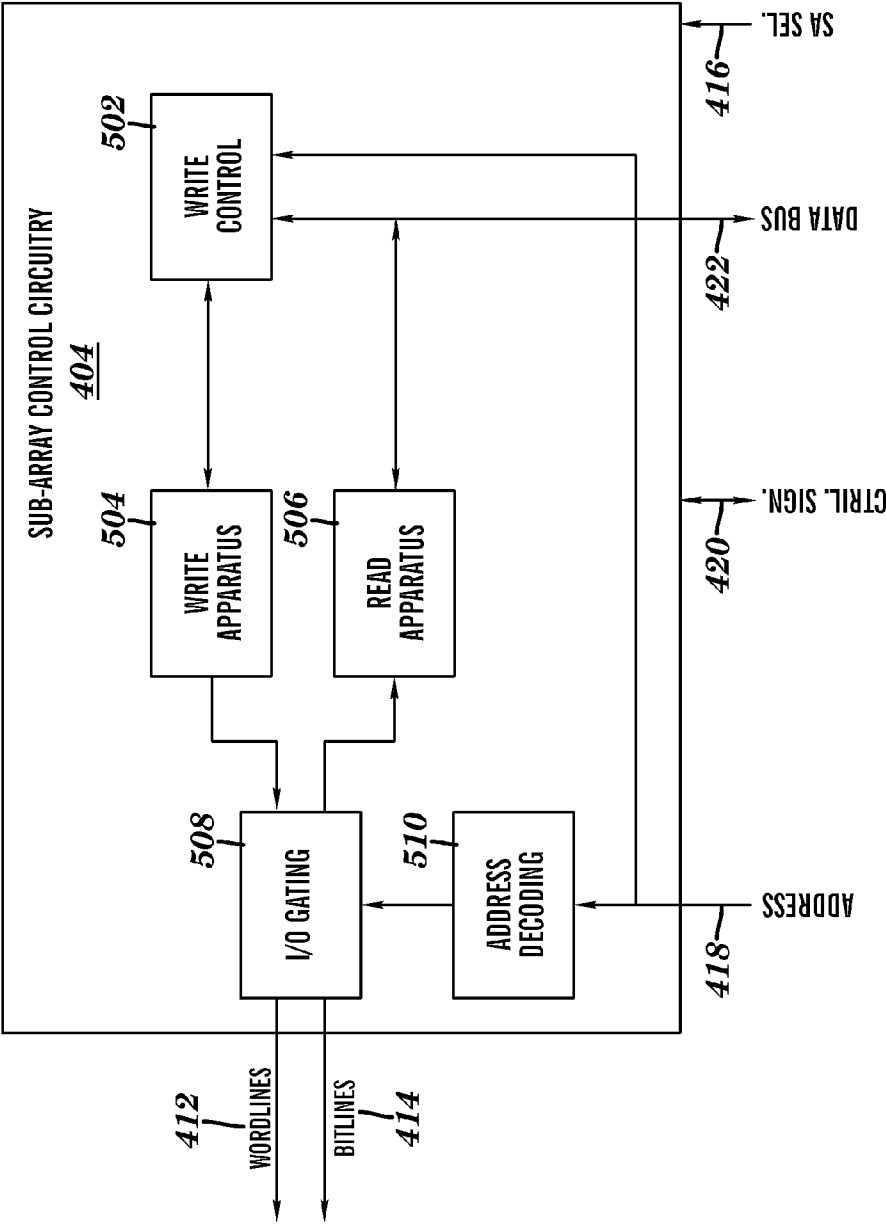 SUB-ARRAY CONTROL CIRCUITRY
404
412
WORDLINES
BITLINES
414
508
I/O GATING
504
WRITE
APPARATUS
502
WRITE
CONTROL
506
READ
APPARATUS
510
ADDRESS
DECODING
418
ADDRESS
420
CTRIL. SIGN.
422
DATA BUS
416
SA SEL.